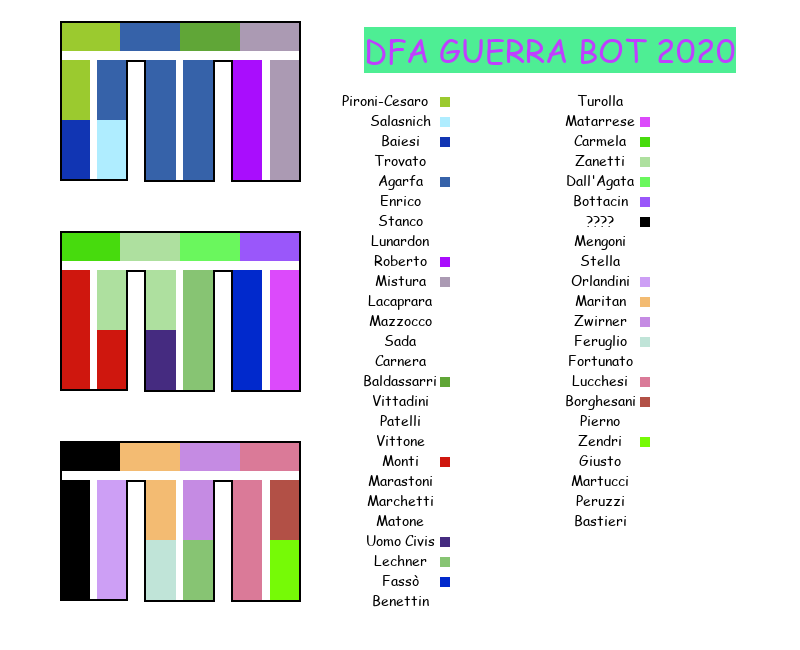 DFA GUERRA BOT 2020
Pironi-Cesaro
Salasnich
Baiesi
Trovato
Agarfa
Enrico
Stanco
Lunardon
Roberto
Mistura
Lacaprara
Mazzocco
Sada
Carnera
Baldassarri
Vittadini
Patelli
Vittone
Monti
Marastoni
Marchetti
Matone
Uomo Civis
Lechner
Fassò
Benettin
Turolla
Matarrese
Carmela
Zanetti
Dall'Agata
Bottacin
????
Mengoni
Stella
Orlandini
Maritan
Zwirner
Feruglio
Fortunato
Lucchesi
Borghesani
Pierno
Zendri
Giusto
Martucci
Peruzzi
Bastieri